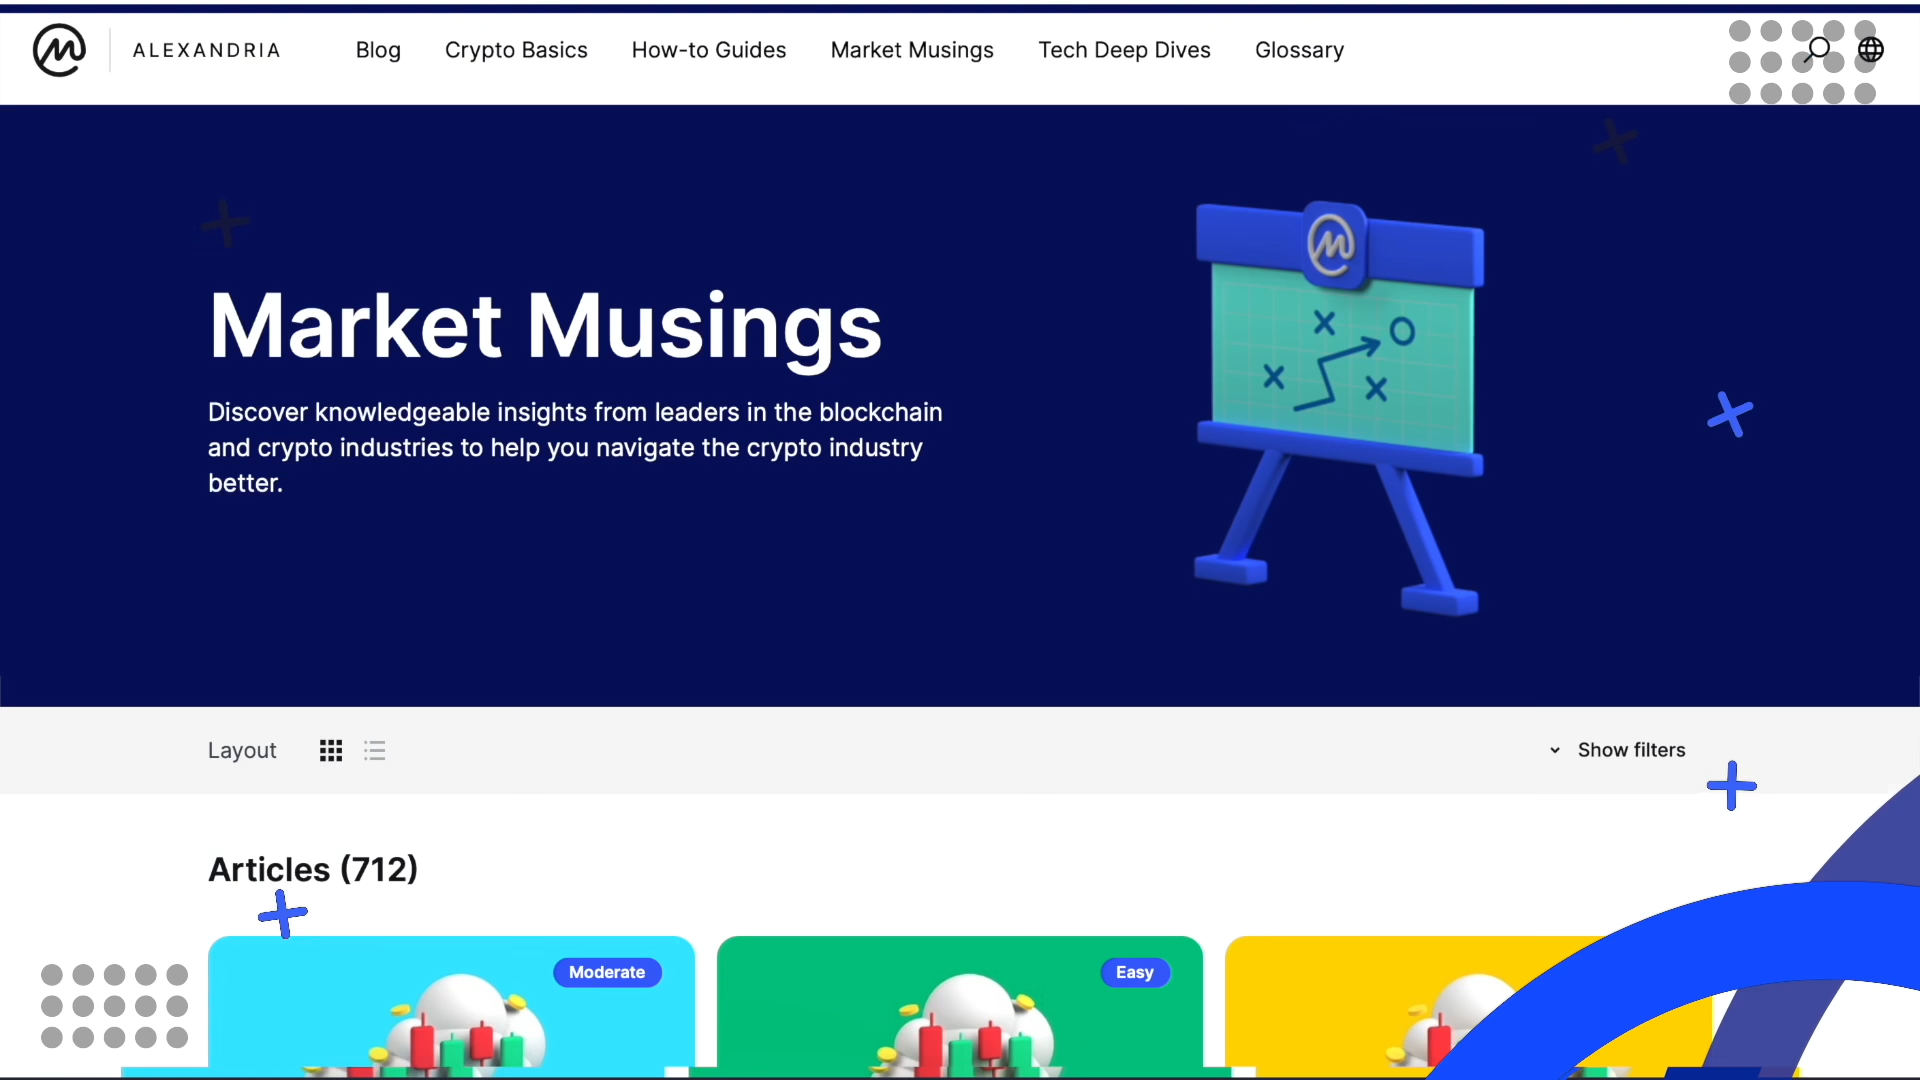 ALEXANDRIA Blog Crypto Basics How-to Guides Market Musings Tech Deep Dives Glossary
Market Musings
Discover knowledgeable insights from leaders in the blockchain
and crypto industries to help you navigate the crypto industry
better.
Layout Show filters
Articles (712)
Moderate Easy